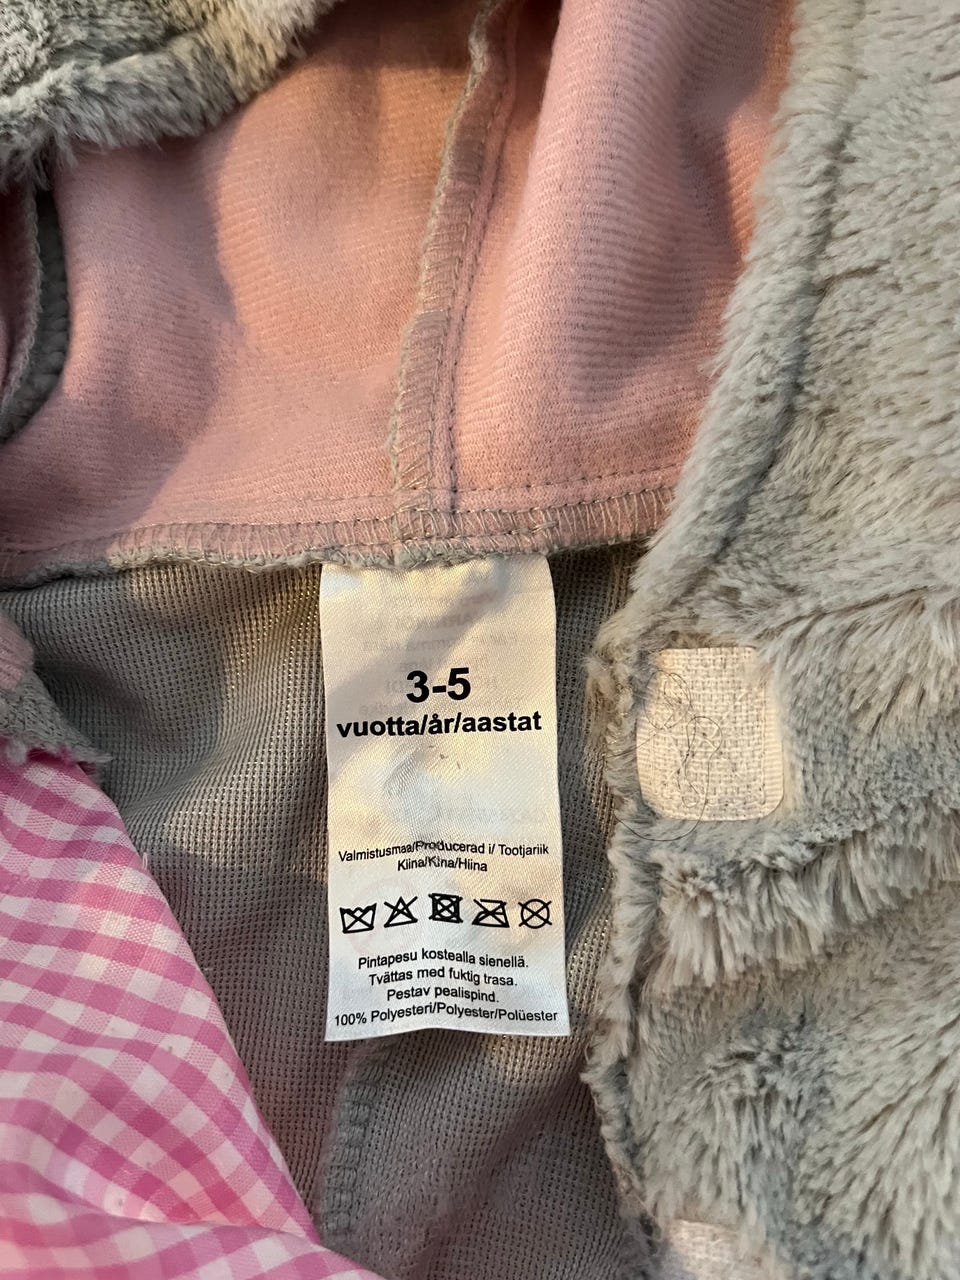 3-5
vuotta/år/aastat
Valmistusmaa/Producerad i/ Tootjariik
Kiina/Kina/Hiina
Pintapesu kostealla sienellä.
Tvättas med fuktig trasa.
Pestav pealispind.
100% Polyesteri/Polyester/Polüester